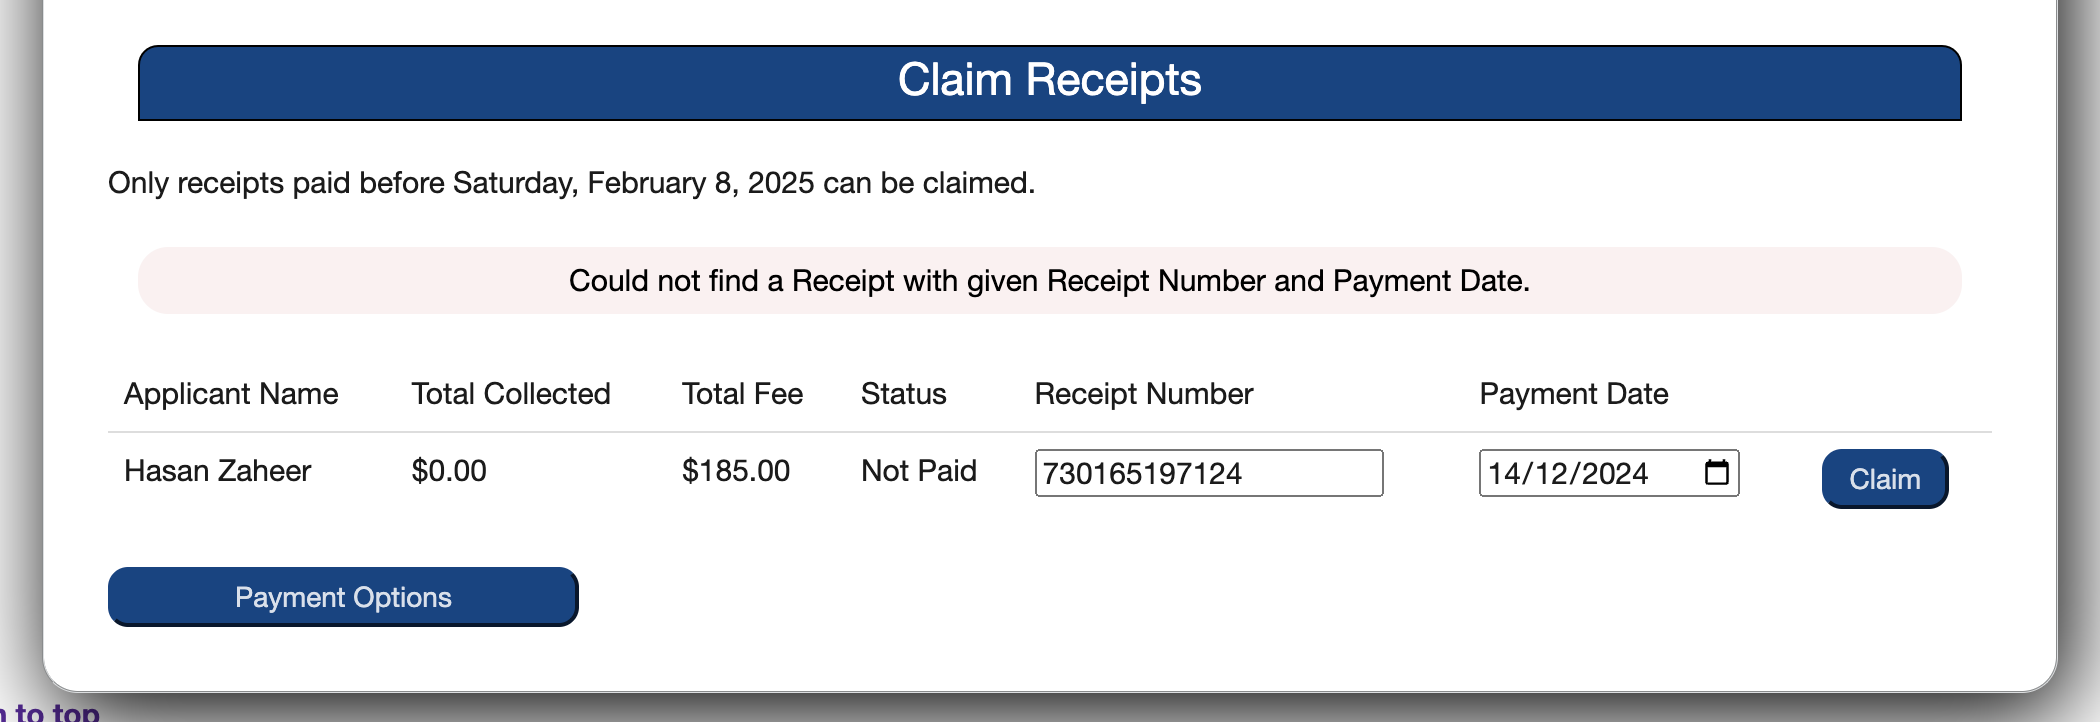 Claim Receipts
Only receipts paid before Saturday, February 8, 2025 can be claimed.
Could not find a Receipt with given Receipt Number and Payment Date.
Applicant Name Total Collected Total Fee Status Receipt Number Payment Date
Hasan Zaheer $0.00 $185.00 Not Paid 730165197124 14/12/2024 Claim
Payment Options
to top